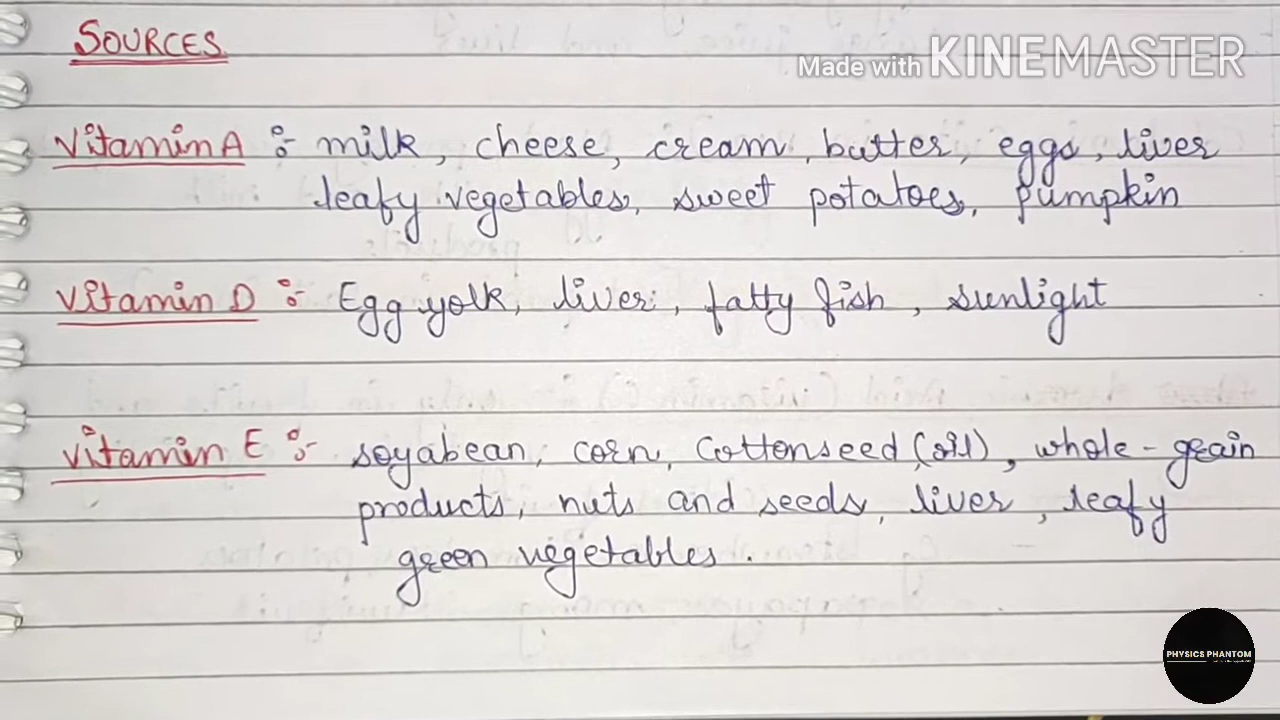 SOURCES
Made with KINEMASTER
Vitamin A :- milk, cheese, cream, butter, eggs, liver
leafy vegetables, sweet potatoes, pumpkin
Vitamin D :- Egg yolk, liver, fatty fish, sunlight
Vitamin E :- soyabean, corn, cottonseed (oil), whole-grain
products, nuts and seeds, liver, leafy
green vegetables.
PHYSICS PHANTOM